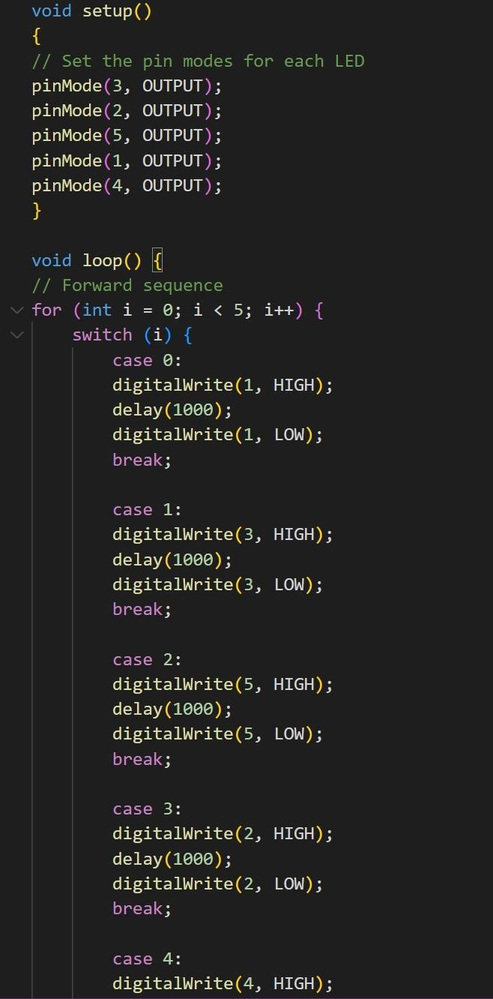 void setup()
{
// Set the pin modes for each LED
pinMode(3, OUTPUT);
pinMode(2, OUTPUT);
pinMode(5, OUTPUT);
pinMode(1, OUTPUT);
pinMode(4, OUTPUT);
}

void loop() {
// Forward sequence
for (int i = 0; i < 5; i++) {
    switch (i) {
        case 0:
        digitalWrite(1, HIGH);
        delay(1000);
        digitalWrite(1, LOW);
        break;

        case 1:
        digitalWrite(3, HIGH);
        delay(1000);
        digitalWrite(3, LOW);
        break;

        case 2:
        digitalWrite(5, HIGH);
        delay(1000);
        digitalWrite(5, LOW);
        break;

        case 3:
        digitalWrite(2, HIGH);
        delay(1000);
        digitalWrite(2, LOW);
        break;

        case 4:
        digitalWrite(4, HIGH);